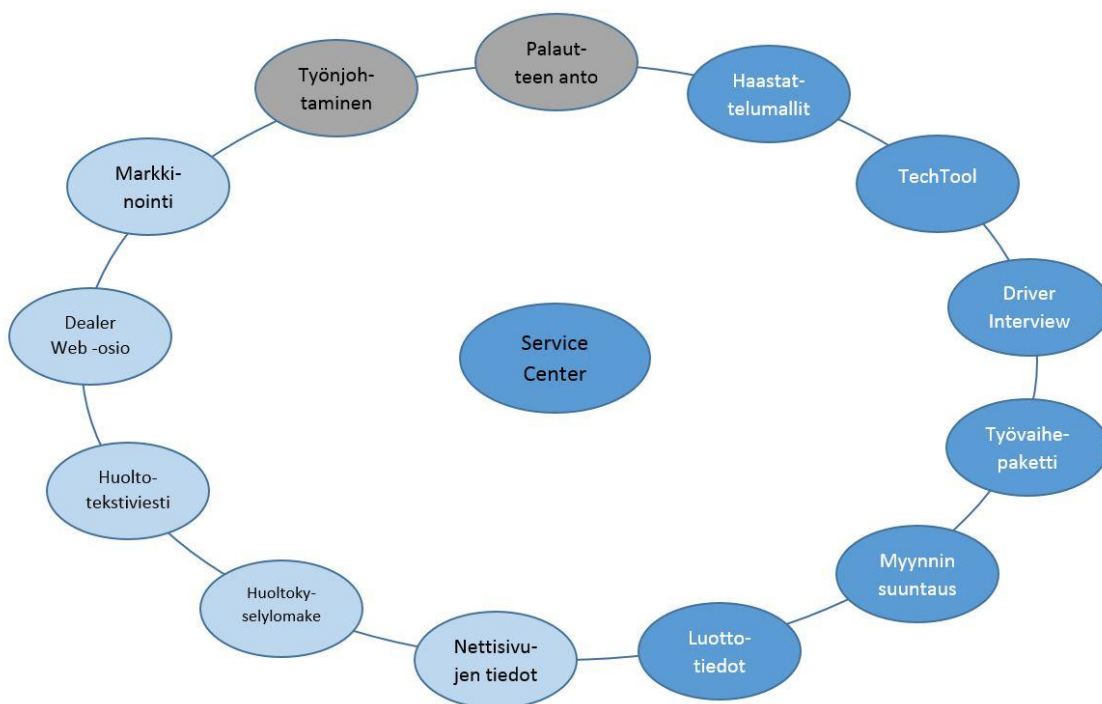 Palaut-
teen anto
Haastat-
telumallit
TechTool
Driver
Interview
Työvaihe-
paketti
Myynnin
suuntaus
Luotto-
tiedot
Nettisivu-
jen tiedot
Huoltoky-
selylomake
Huolto-
tekstiviesti
Dealer
Web -osio
Markki-
nointi
Työnjoh-
taminen
Service
Center